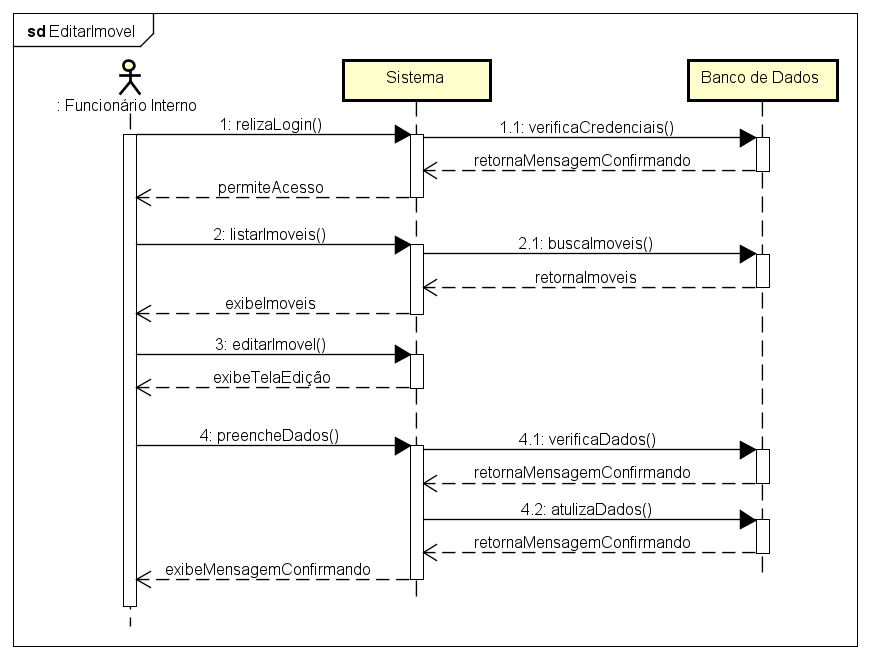 sd EditarImovel
Sistema
Banco de Dados
: Funcionário Interno
1: relizaLogin()
1.1: verificaCredenciais()
retornaMensagemConfirmando
permiteAcesso
2: listarImoveis()
2.1: buscaImoveis()
retornaImoveis
exibeImoveis
3: editarImovel()
exibeTelaEdição
4: preencheDados()
4.1: verificaDados()
retornaMensagemConfirmando
4.2: atulizaDados()
retornaMensagemConfirmando
exibeMensagemConfirmando